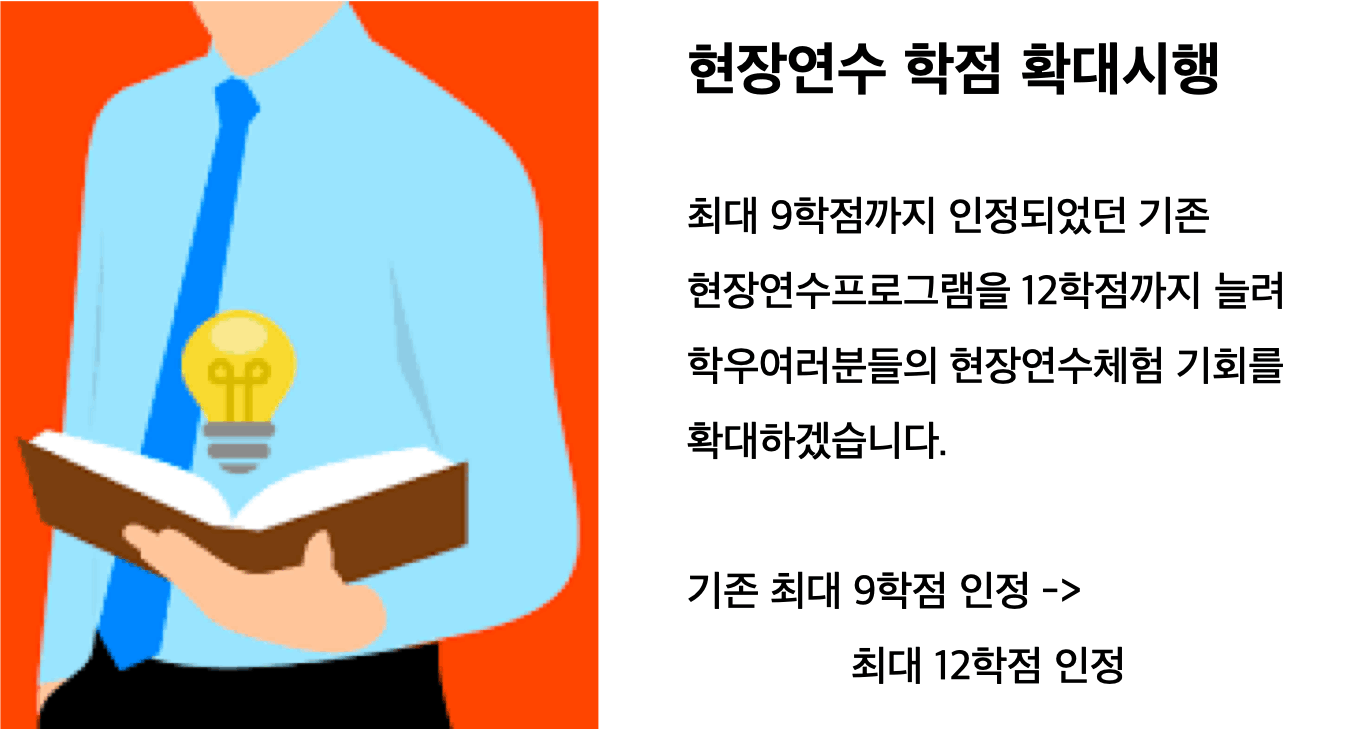 현장연수 학점 확대시행
최대 9학점까지 인정되었던 기존
현장연수프로그램을 12학점까지 늘려
학우여러분들의 현장연수체험 기회를
확대하겠습니다.
기존 최대 9학점 인정 ->
최대 12학점 인정